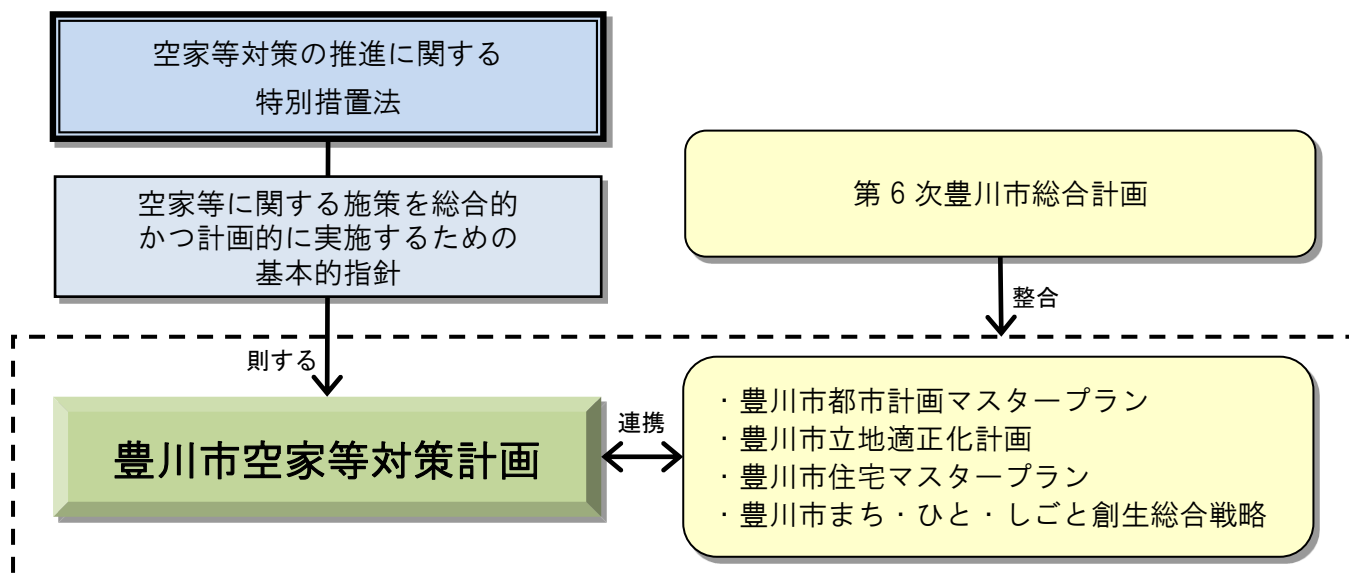 空家等対策の推進に関する
特別措置法
空家等に関する施策を総合的
かつ計画的に実施するための
基本的指針
第６次豊川市総合計画
整合
則する
豊川市空家等対策計画
連携
・豊川市都市計画マスタープラン
・豊川市立地適正化計画
・豊川市住宅マスタープラン
・豊川市まち・ひと・しごと創生総合戦略